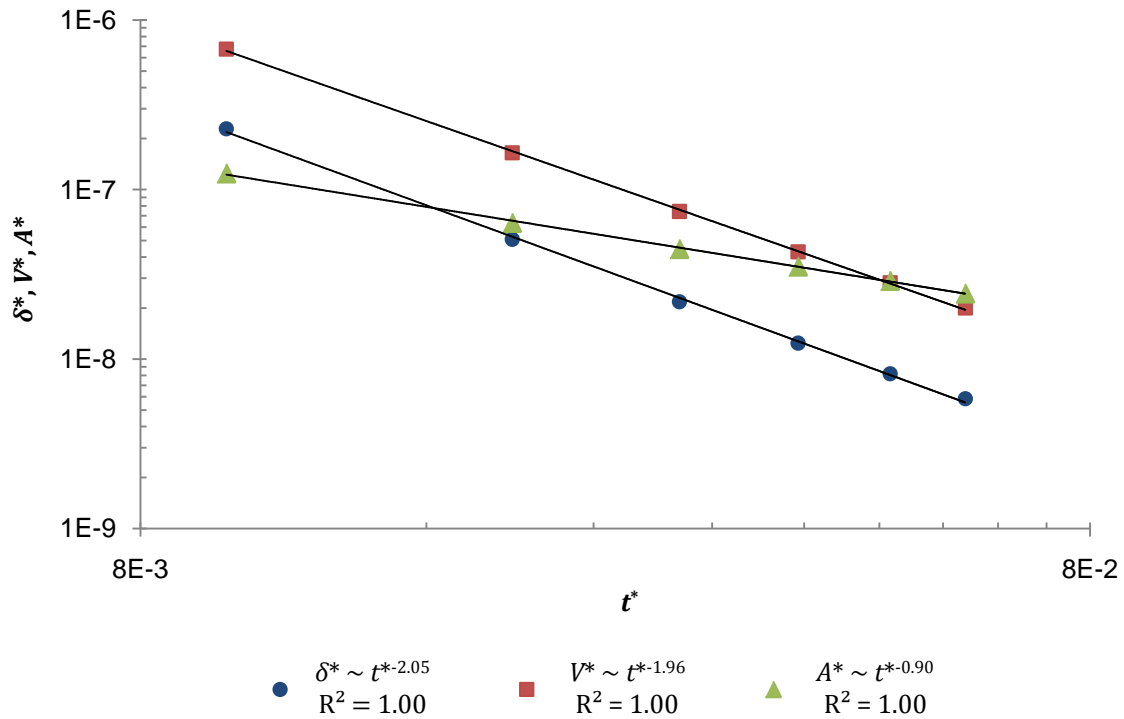 1E-6
1E-7
1E-8
1E-9
δ*, V*, A*
8E-3
8E-2
t*
δ* ~ t*-2.05
R² = 1.00
V* ~ t*-1.96
R² = 1.00
A* ~ t*-0.90
R² = 1.00